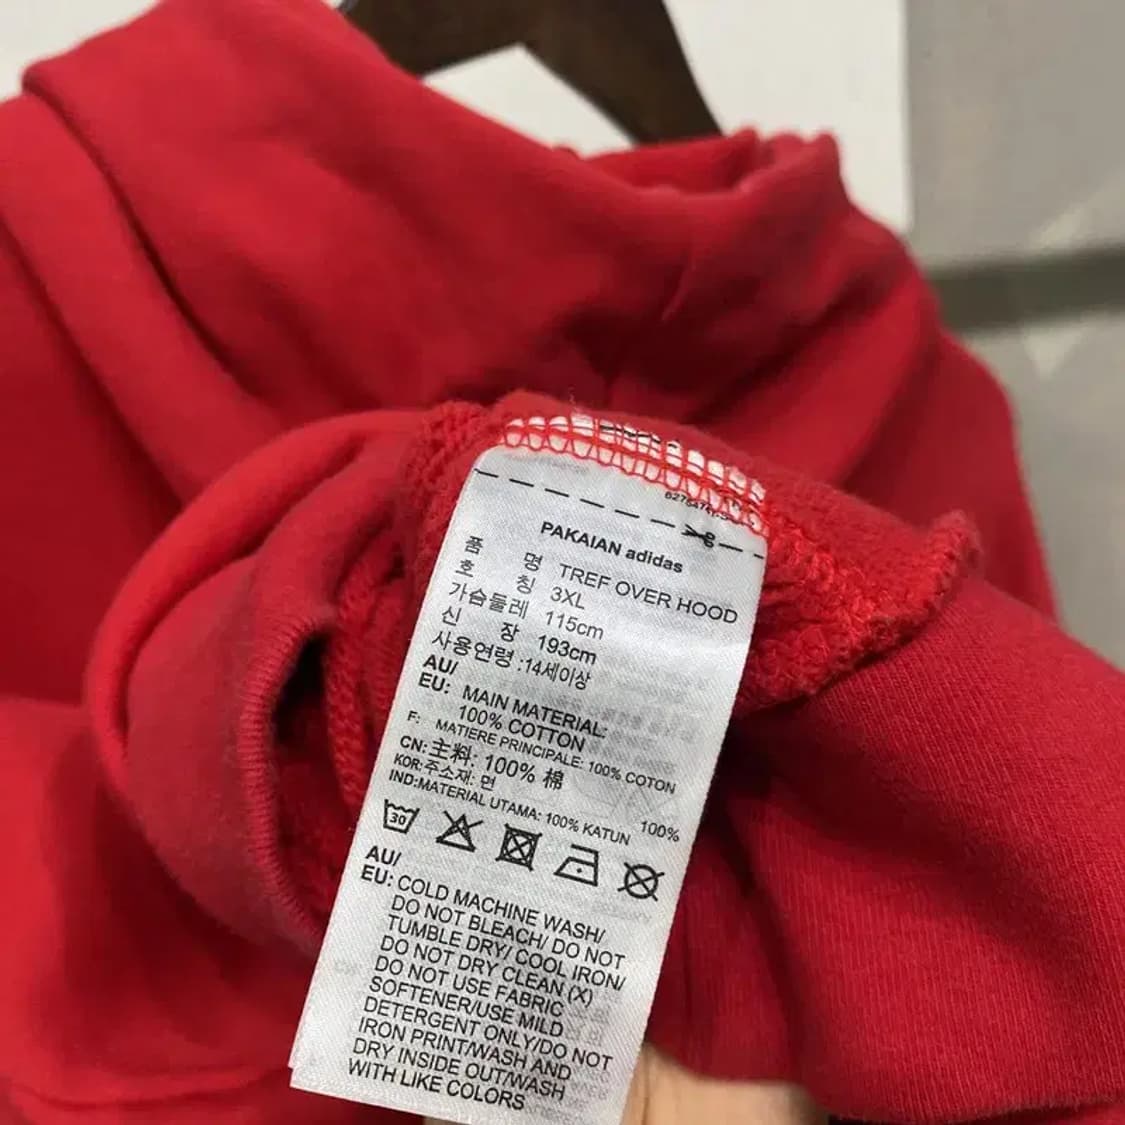 PAKAIAN adidas
품 명 TREF OVER HOOD
호 칭 3XL
가슴둘레 115cm
신 장 193cm
사용연령 :14세이상
AU/
EU: MAIN MATERIAL:
100% COTTON
F: MATIERE PRINCIPALE: 100% COTON
CN: 主料: 100% 棉
KOR:주소재: 면 100%
IND:MATERIAL UTAMA: 100% KATUN
30
AU/
EU: COLD MACHINE WASH/
DO NOT BLEACH/ DO NOT
TUMBLE DRY/ COOL IRON/
DO NOT DRY CLEAN (X)
DO NOT USE FABRIC
SOFTENER/USE MILD
DETERGENT ONLY/DO NOT
IRON PRINT/WASH AND
DRY INSIDE OUT/WASH
WITH LIKE COLORS